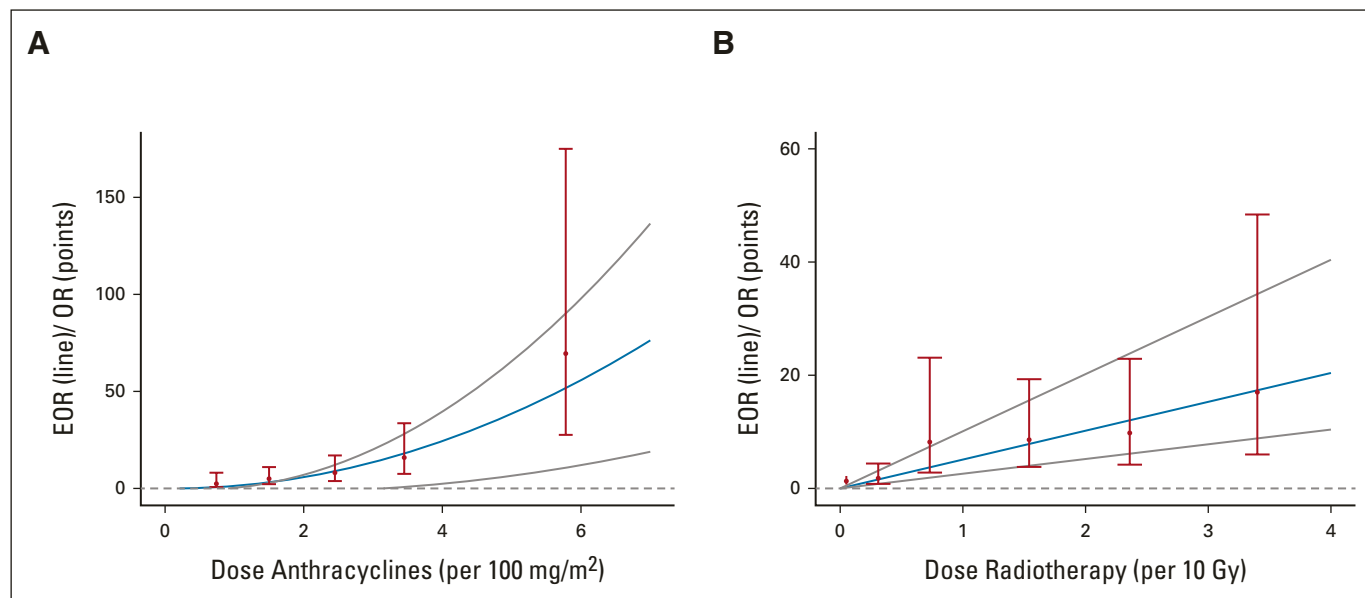 A
EOR (line)/ OR (points)
150
100
50
0
0
2
4
6
Dose Anthracyclines (per 100 mg/m²)
B
EOR (line)/ OR (points)
60
40
20
0
0
1
2
3
4
Dose Radiotherapy (per 10 Gy)